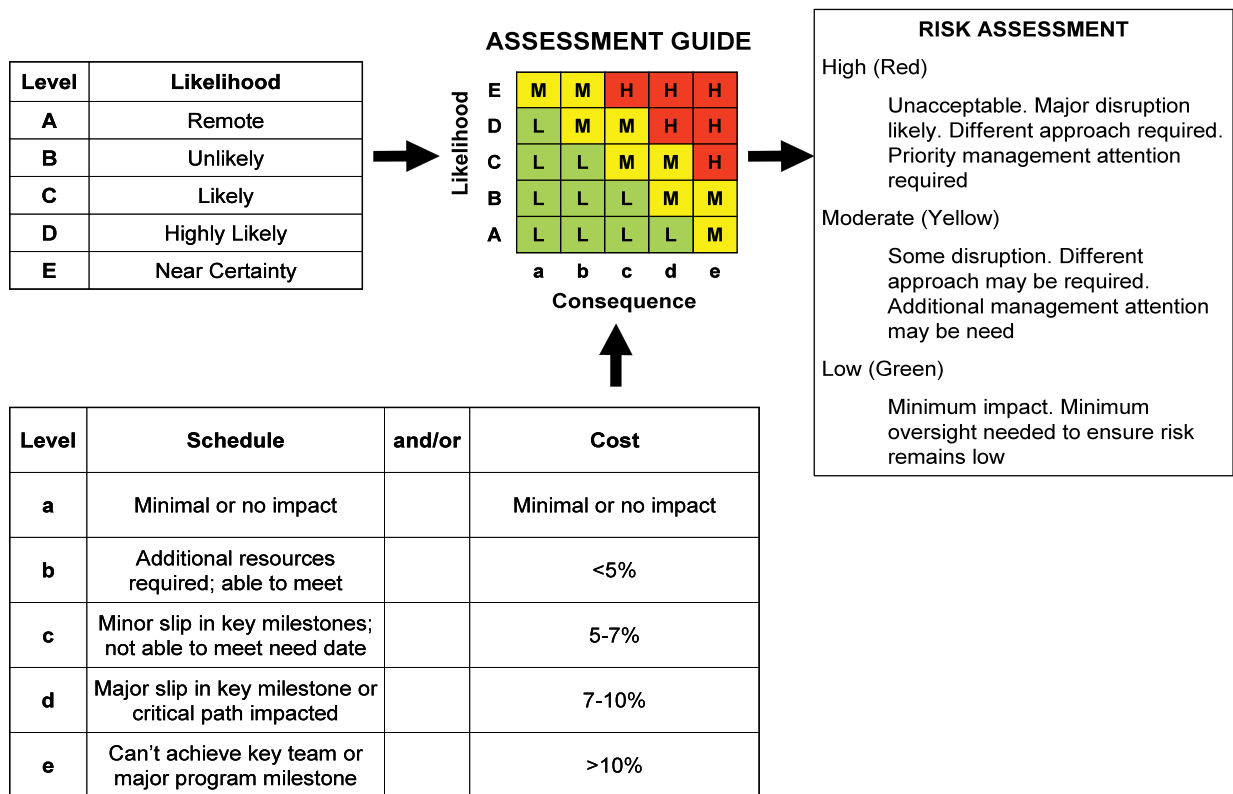 Level Likelihood
A Remote
B Unlikely
C Likely
D Highly Likely
E Near Certainty
ASSESSMENT GUIDE
Likelihood
E M M H H H
D L M M H H
C L L M M H
B L L L M M
A L L L L M
a b c d e
Consequence
RISK ASSESSMENT
High (Red)
Unacceptable. Major disruption
likely. Different approach required.
Priority management attention
required
Moderate (Yellow)
Some disruption. Different
approach may be required.
Additional management attention
may be need
Low (Green)
Minimum impact. Minimum
oversight needed to ensure risk
remains low
Level Schedule and/or Cost
a Minimal or no impact Minimal or no impact
b Additional resources
required; able to meet <5%
c Minor slip in key milestones;
not able to meet need date 5-7%
d Major slip in key milestone or
critical path impacted 7-10%
e Can’t achieve key team or
major program milestone >10%